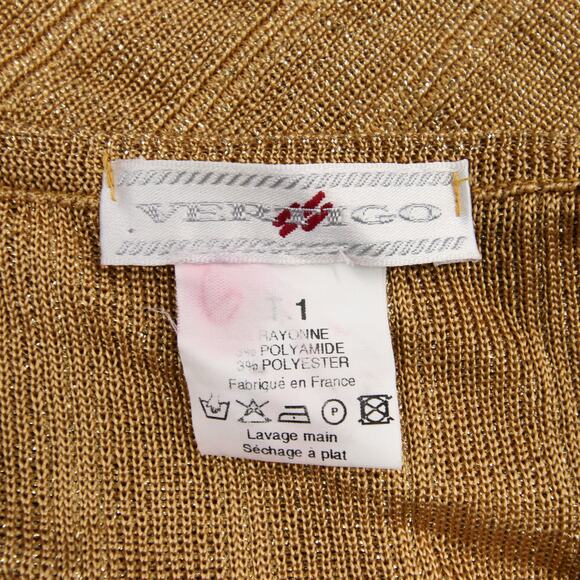 VERTIGO
T. 1
RAYONNE
POLYAMIDE
3% POLYESTER
Fabriqué en France
P
Lavage main
Séchage à plat